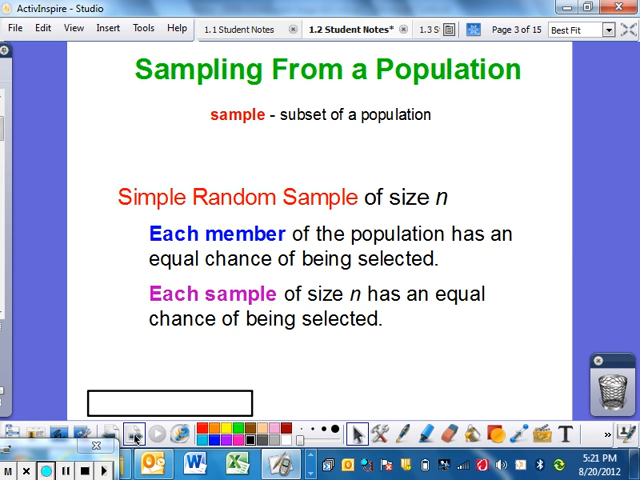 ActivInspire - Studio
File Edit View Insert Tools Help 1.1 Student Notes 1.2 Student Notes* 1.3 S Page 3 of 15 Best Fit
Sampling From a Population
sample - subset of a population
Simple Random Sample of size n
Each member of the population has an
equal chance of being selected.
Each sample of size n has an equal
chance of being selected.
T »
M
5:21 PM
8/20/2012